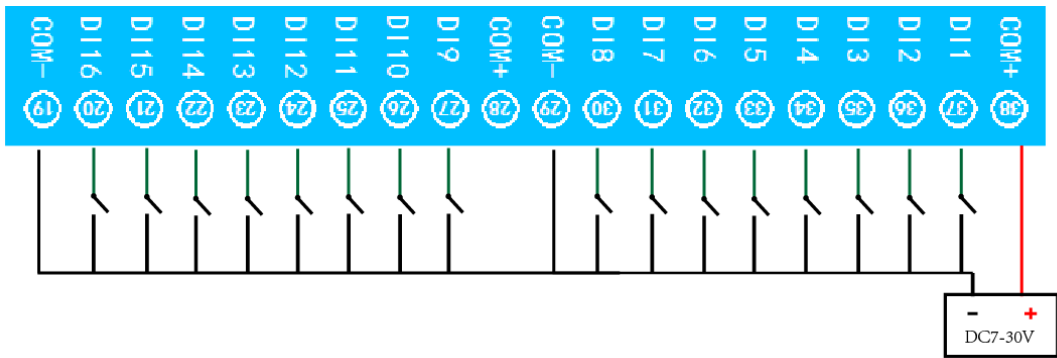 COM- DI16 DI15 DI14 DI13 DI12 DI11 DI10 DI9 COM+ COM- DI8 DI7 DI6 DI5 DI4 DI3 DI2 DI1 COM+
19 20 21 22 23 24 25 26 27 28 29 30 31 32 33 34 35 36 37 38
- +
DC7-30V